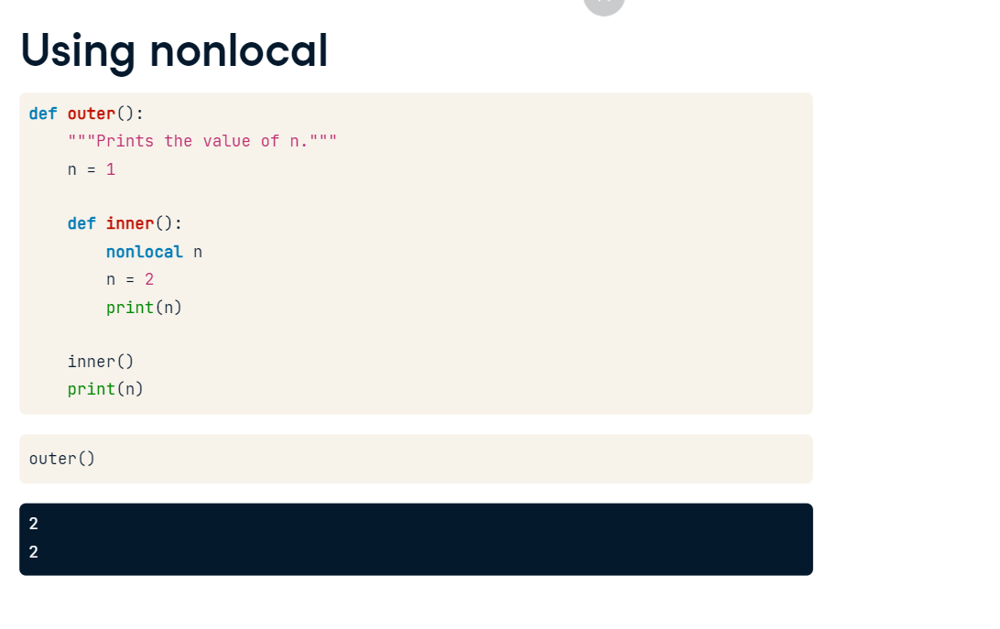 Using nonlocal
def outer():
    """Prints the value of n."""
    n = 1
    def inner():
        nonlocal n
        n = 2
        print(n)
    inner()
    print(n)
outer()
2
2